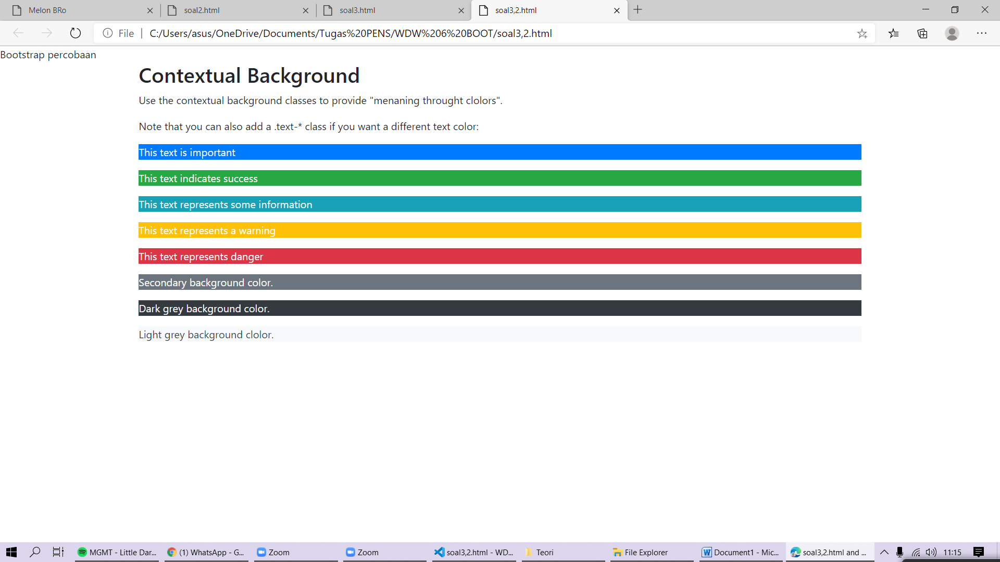 Melon BRo
soal2.html
soal3.html
soal3,2.html
File
C:/Users/asus/OneDrive/Documents/Tugas%20PENS/WDW%206%20BOOT/soal3,2.html
Bootstrap percobaan
Contextual Background
Use the contextual background classes to provide "menaning throught clolors".
Note that you can also add a .text-* class if you want a different text color:
This text is important
This text indicates success
This text represents some information
This text represents a warning
This text represents danger
Secondary background color.
Dark grey background color.
Light grey background clolor.
MGMT - Little Dar...
(1) WhatsApp - G...
Zoom
Zoom
soal3,2.html - WD...
Teori
File Explorer
Document1 - Mic...
soal3,2.html and ...
11:15